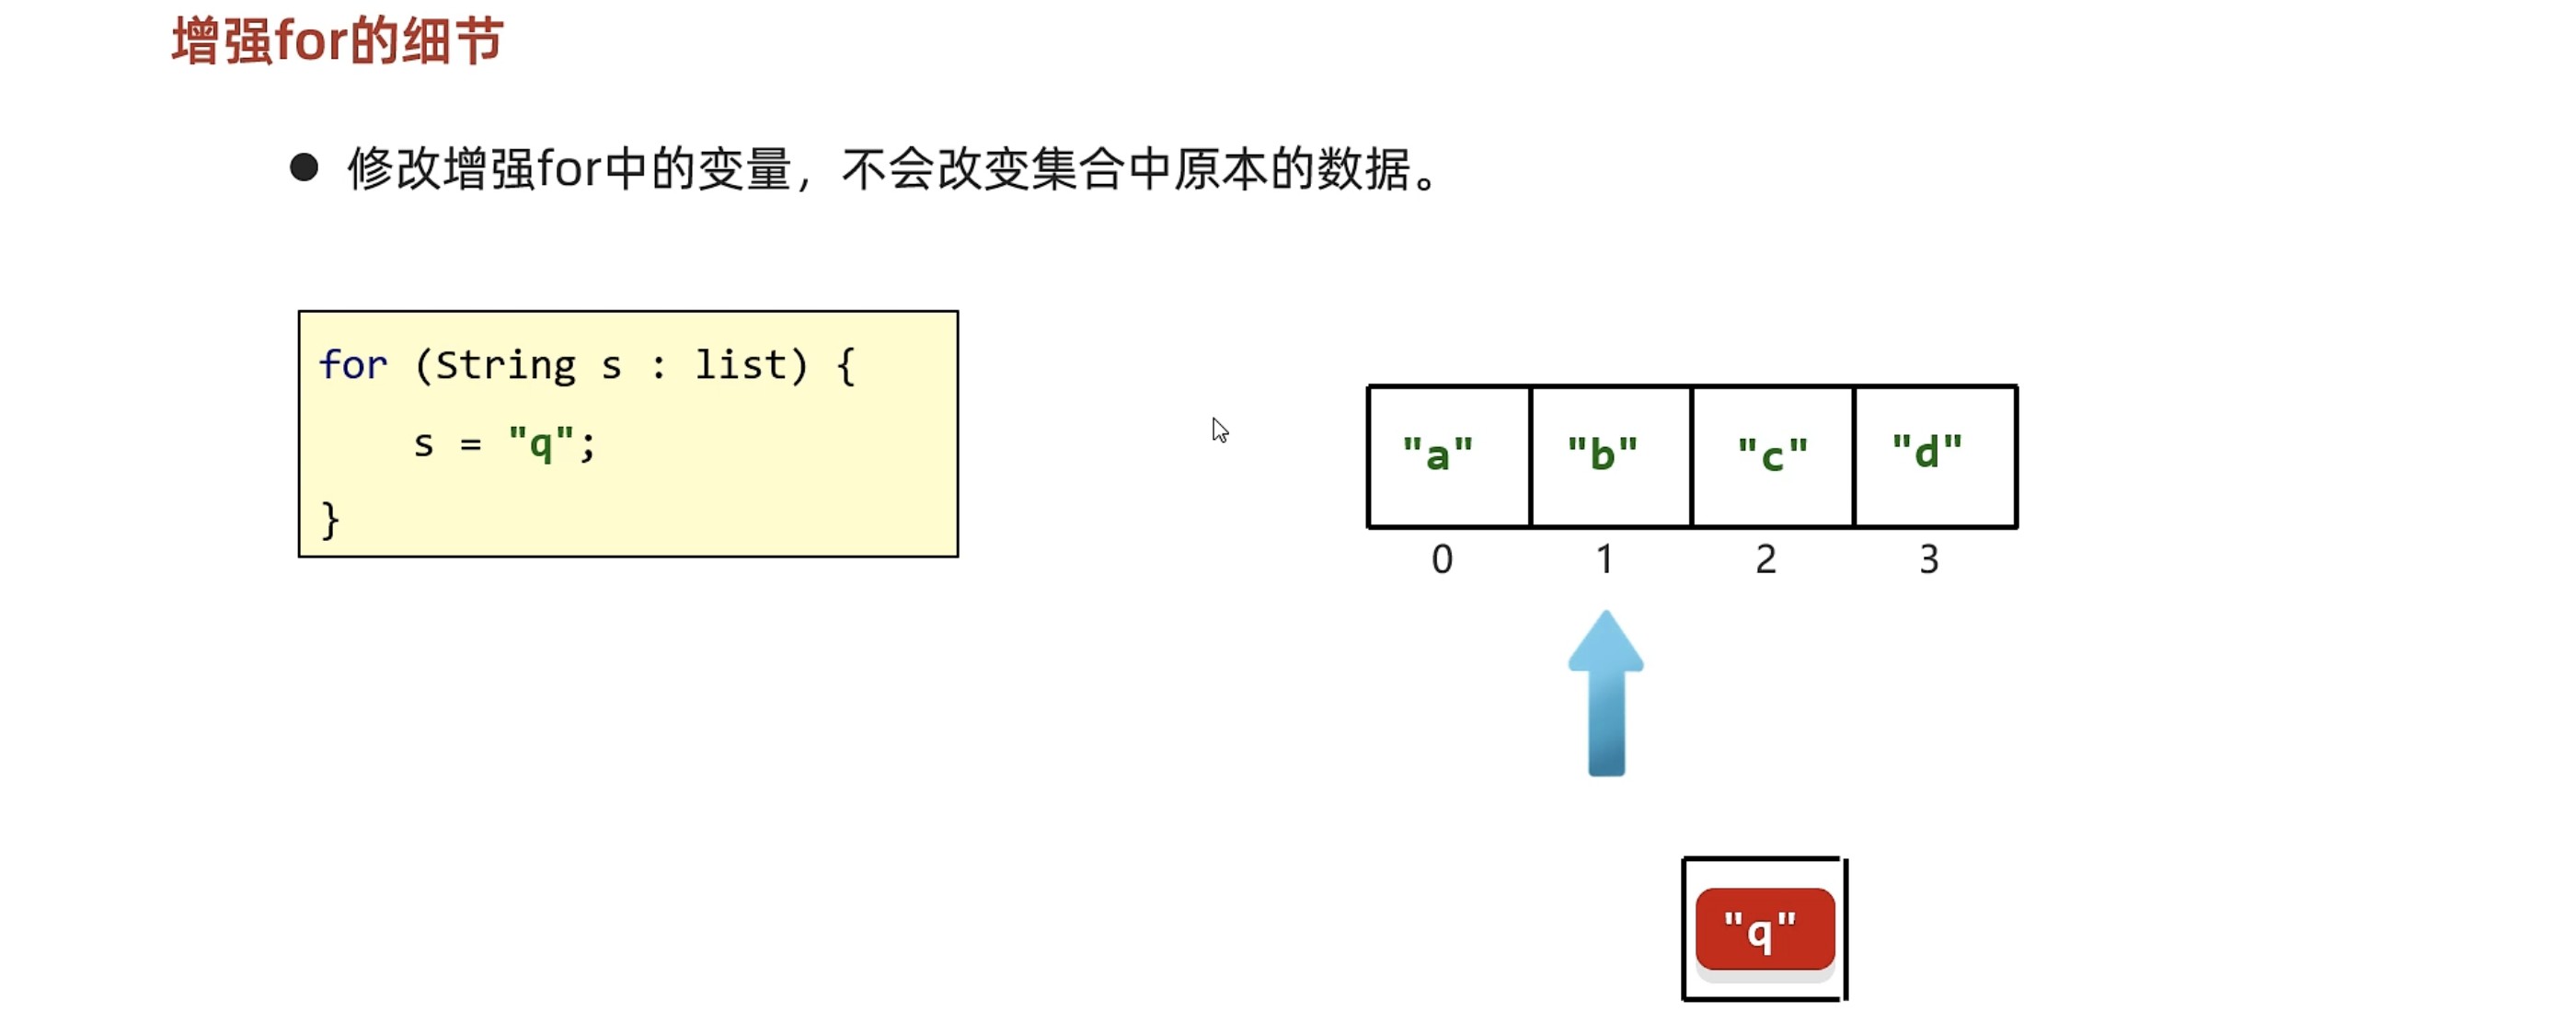 增强for的细节
修改增强for中的变量，不会改变集合中原本的数据。
for (String s : list) {
s = "q";
}
"a" "b" "c" "d"
0 1 2 3
"q"